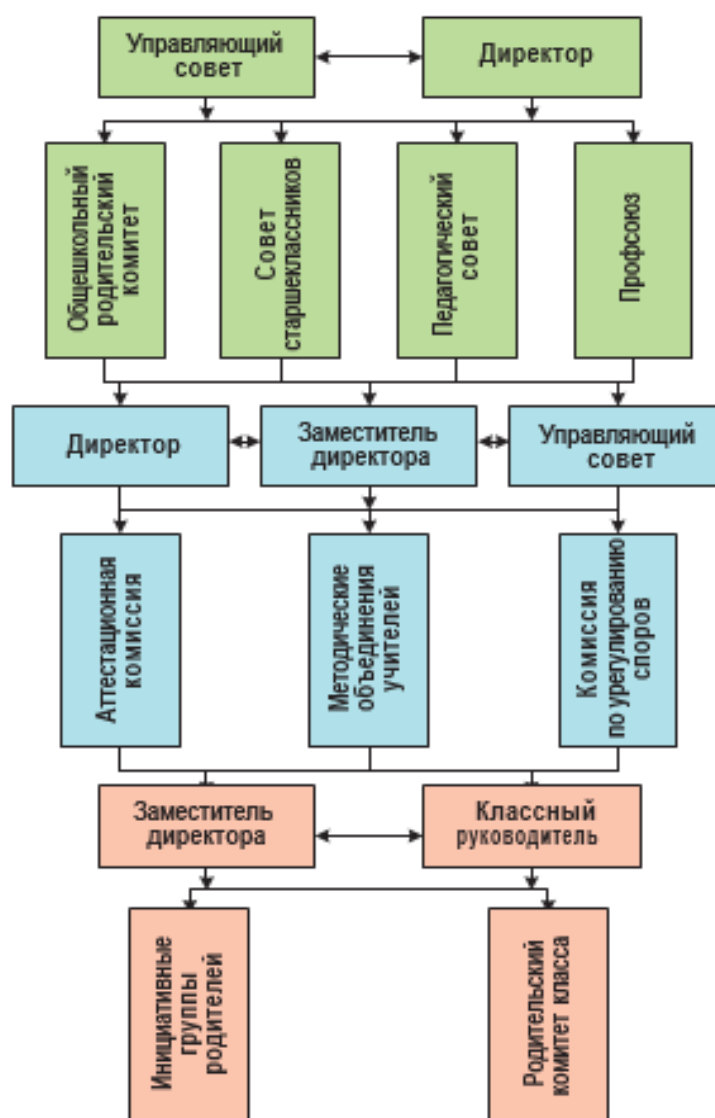 Управляющий
совет
Директор
Общешкольный
родительский
комитет
Совет
старшеклассников
Педагогический
совет
Профсоюз
Директор
Заместитель
директора
Управляющий
совет
Аттестационная
комиссия
Методические
объединения
учителей
Комиссия
по урегулированию
споров
Заместитель
директора
Классный
руководитель
Инициативные
группы
родителей
Родительский
комитет класса